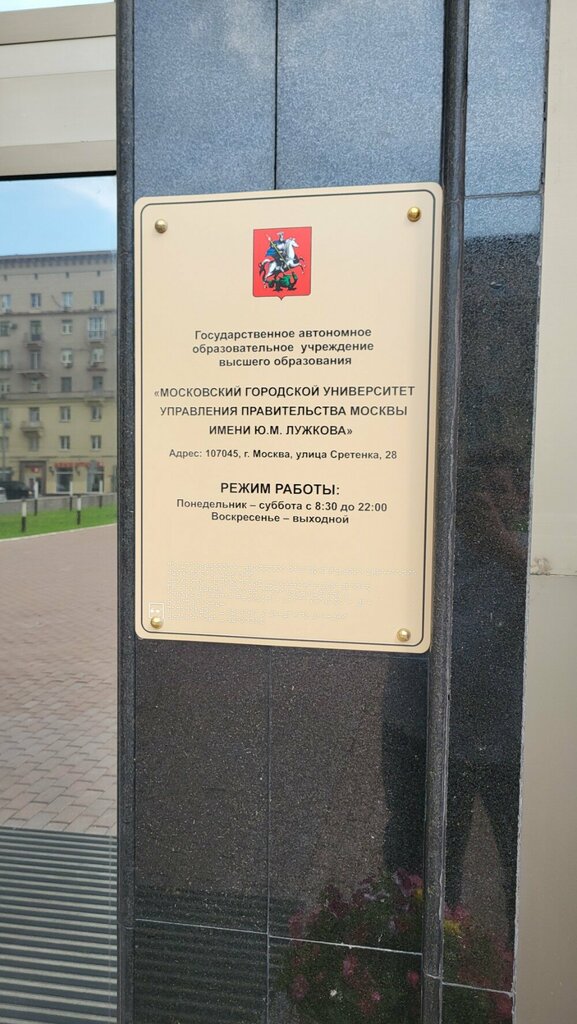 Государственное автономное
образовательное учреждение
высшего образования
«МОСКОВСКИЙ ГОРОДСКОЙ УНИВЕРСИТЕТ
УПРАВЛЕНИЯ ПРАВИТЕЛЬСТВА МОСКВЫ
ИМЕНИ Ю.М. ЛУЖКОВА»
Адрес: 107045, г. Москва, улица Сретенка, 28
РЕЖИМ РАБОТЫ:
Понедельник – суббота с 8:30 до 22:00
Воскресенье – выходной